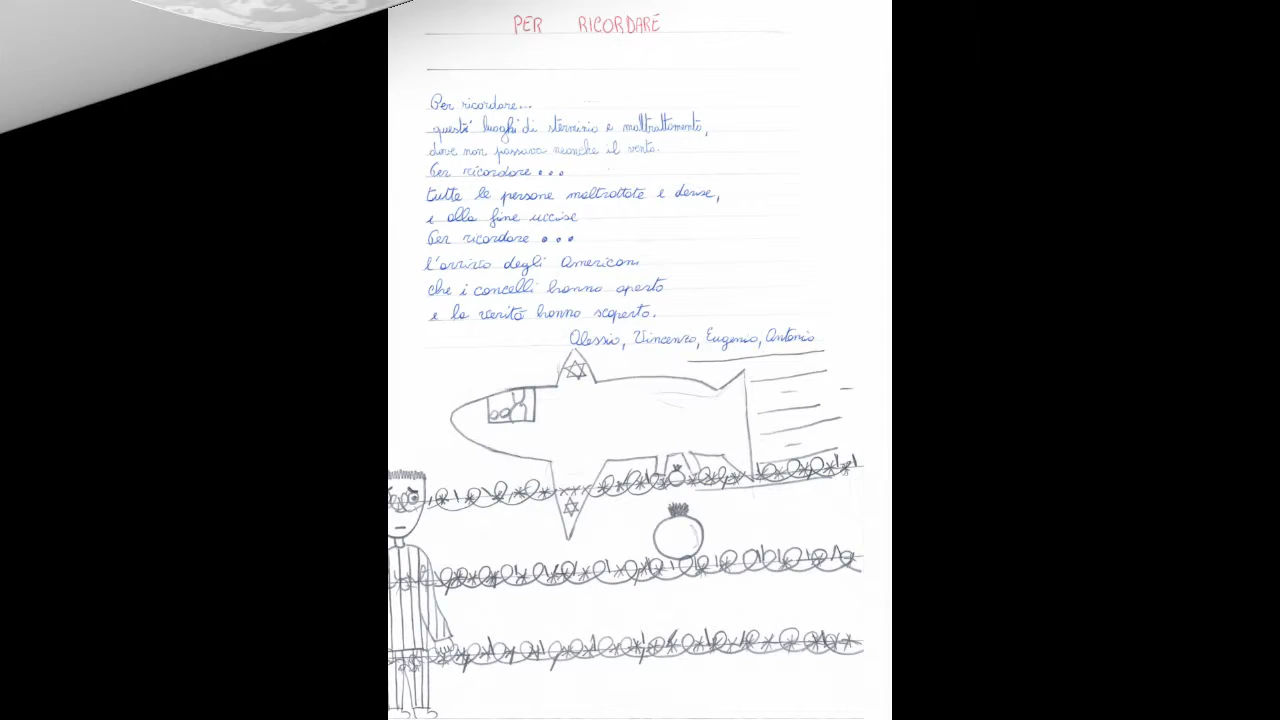 PER RICORDARE
Per ricordare...
questi luoghi di sterminio e maltrattamento,
dove non passava neanche il vento.
Per ricordare...
tutte le persone maltrattate e derise,
e alla fine uccise
Per ricordare...
l'arrivo degli Americani
che i cancelli hanno aperto
e la verità hanno scoperto.
Alessio, Vincenzo, Eugenio, Antonio